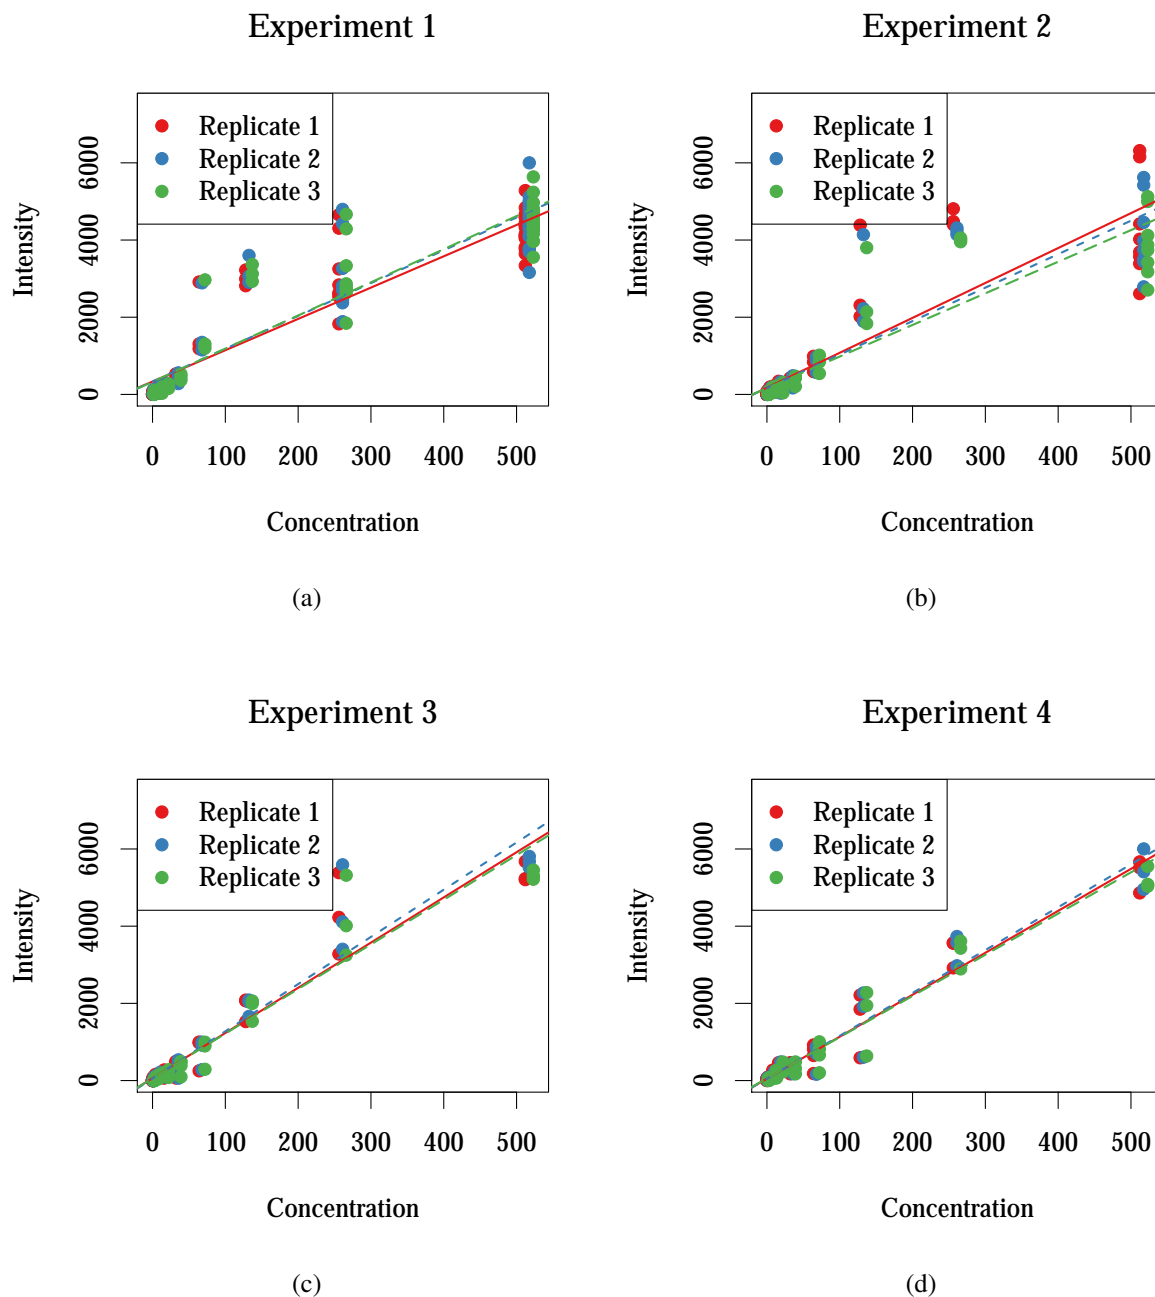 Experiment 1
Replicate 1
Replicate 2
Replicate 3
Intensity
6000
4000
2000
0
0 100 200 300 400 500
Concentration
(a)
Experiment 2
Replicate 1
Replicate 2
Replicate 3
Intensity
6000
4000
2000
0
0 100 200 300 400 500
Concentration
(b)
Experiment 3
Replicate 1
Replicate 2
Replicate 3
Intensity
6000
4000
2000
0
0 100 200 300 400 500
Concentration
(c)
Experiment 4
Replicate 1
Replicate 2
Replicate 3
Intensity
6000
4000
2000
0
0 100 200 300 400 500
Concentration
(d)